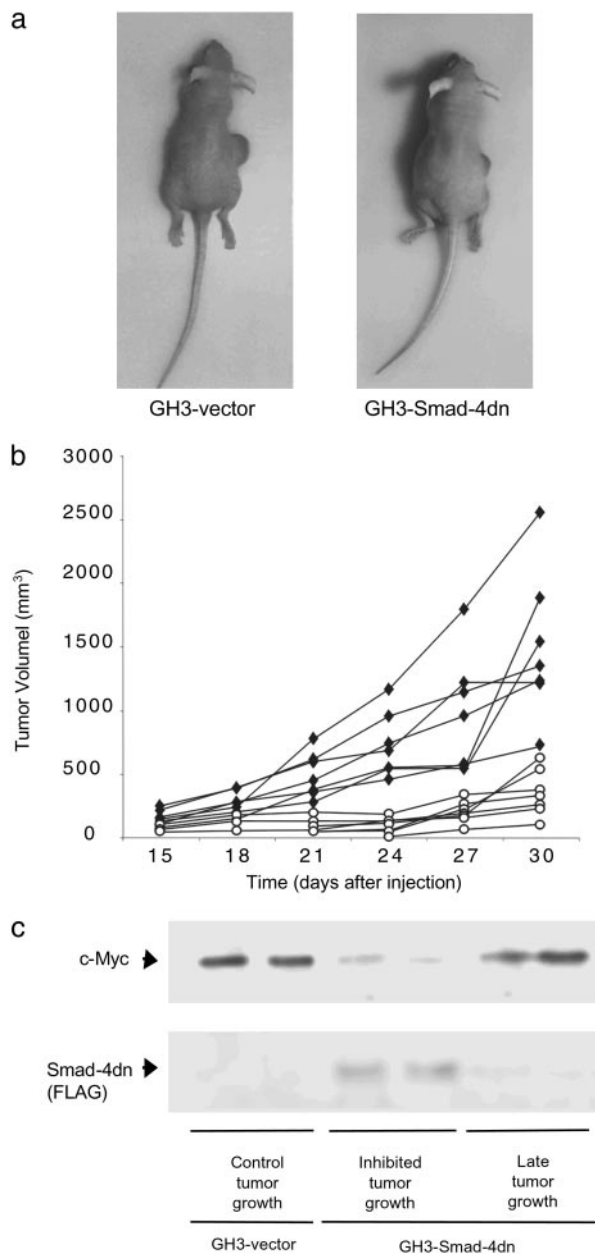 a
GH3-vector
GH3-Smad-4dn
b
3000
2500
2000
1500
1000
500
0
Tumor Volumel (mm3)
15 18 21 24 27 30
Time (days after injection)
c
c-Myc
Smad-4dn
(FLAG)
Control
tumor
growth
Inhibited
tumor
growth
Late
tumor
growth
GH3-vector
GH3-Smad-4dn